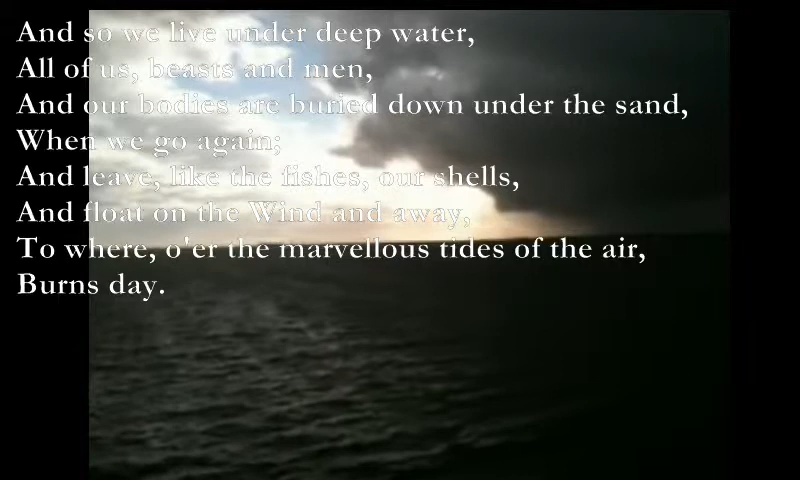 And so we live under deep water,
All of us, beasts and men,
And our bodies are buried down under the sand,
When we go again;
And leave, like the fishes, our shells,
And float on the Wind and away,
To where, o'er the marvellous tides of the air,
Burns day.